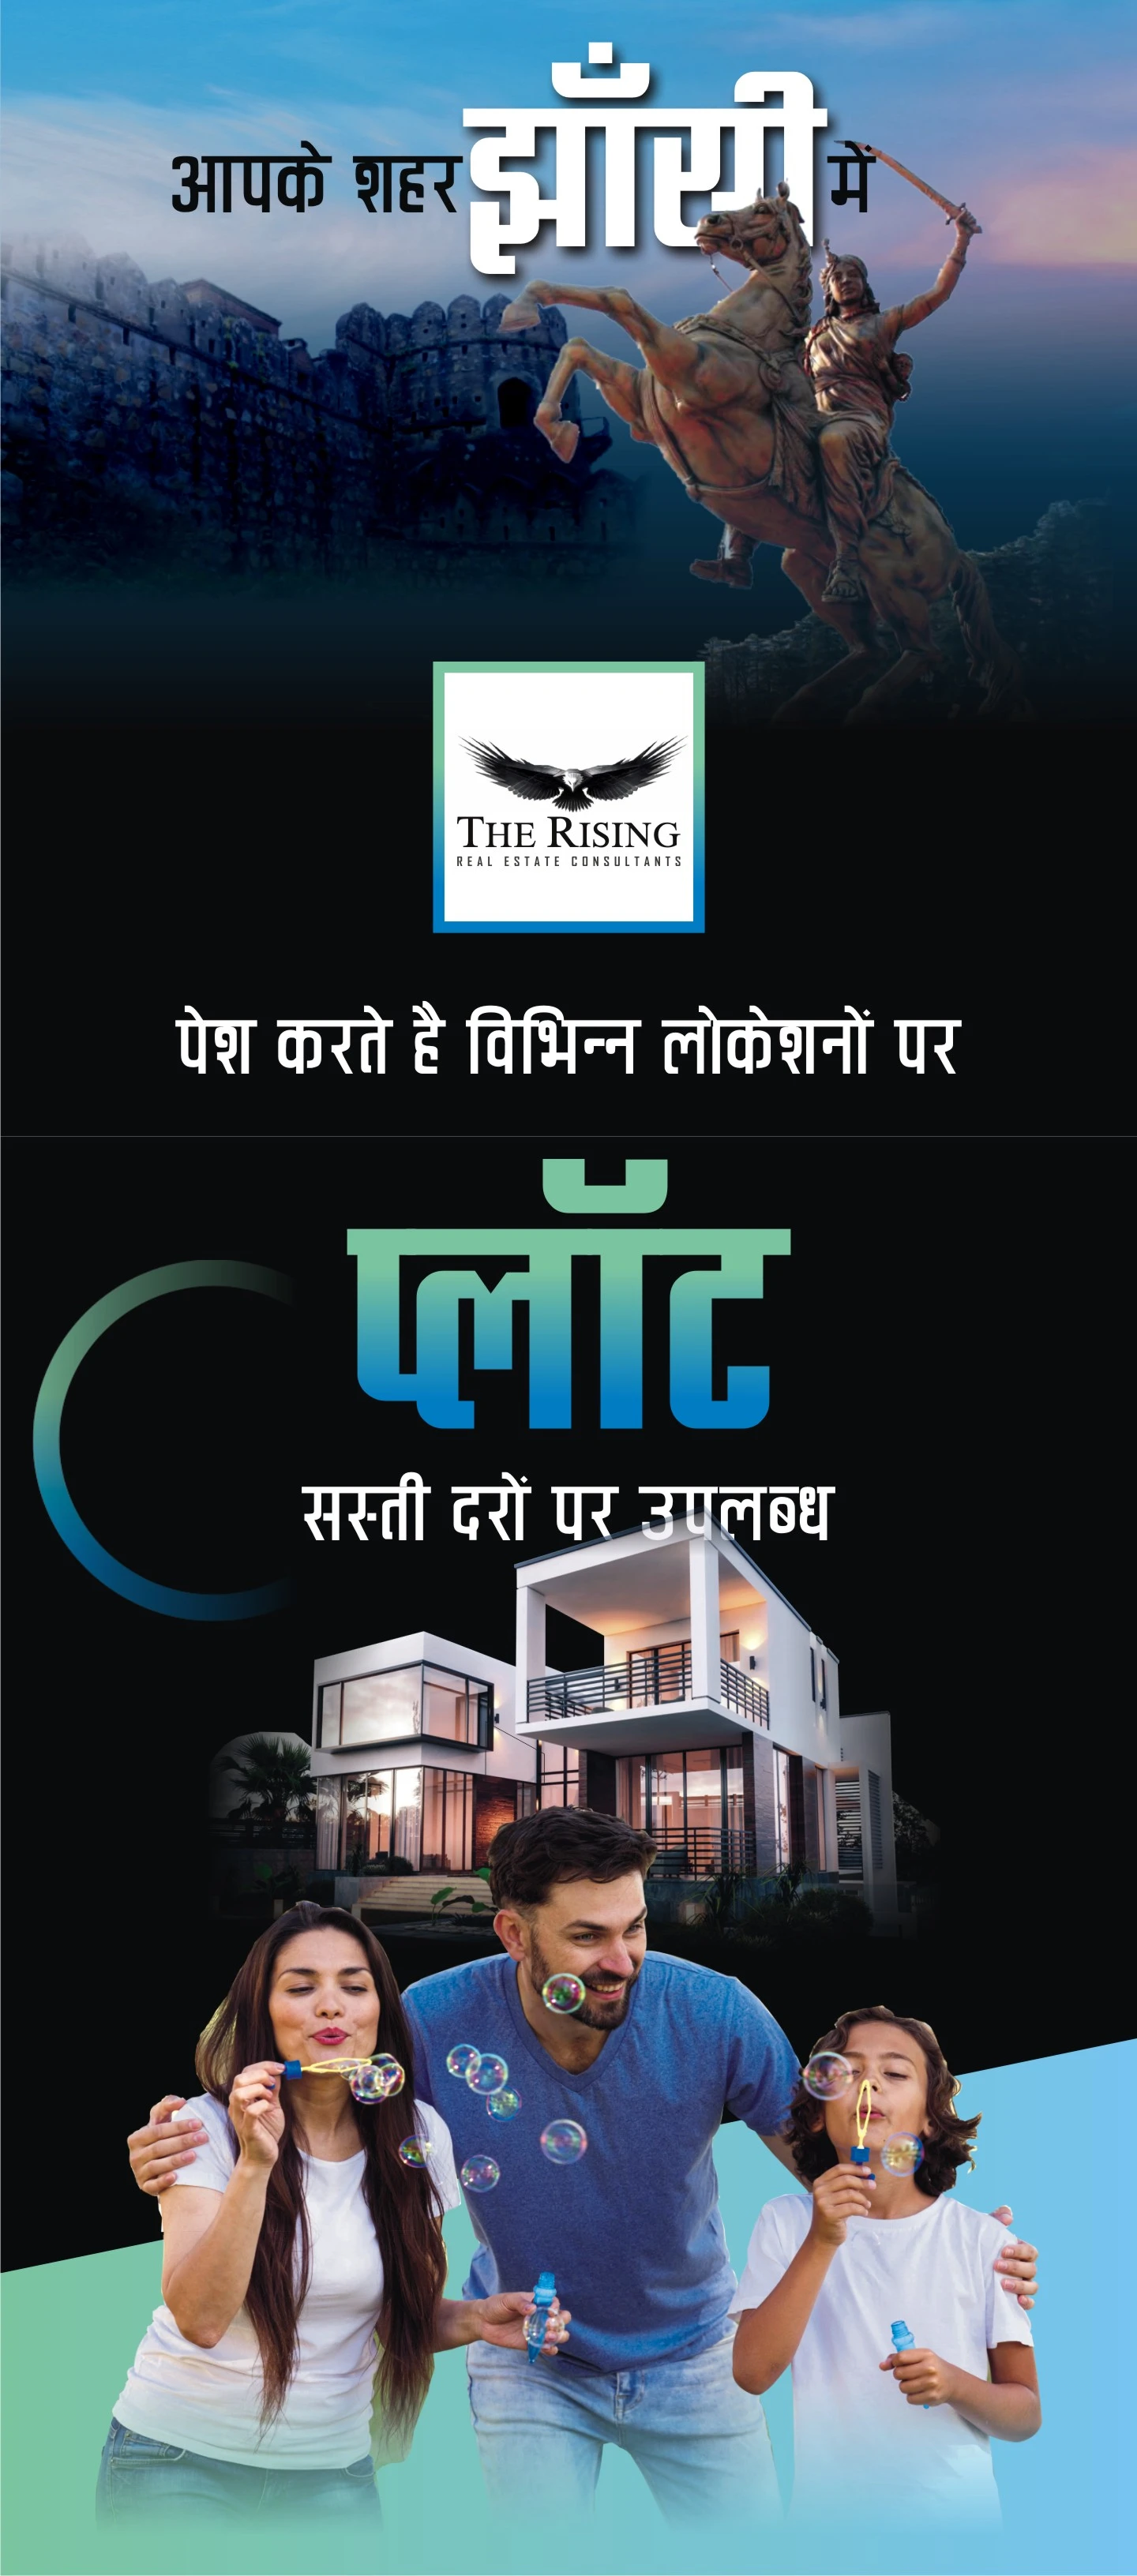 आपके शहर झाँसी में
THE RISING
REAL ESTATE CONSULTANTS
पेश करते है विभिन्न लोकेशनों पर
प्लॉट
सस्ती दरों पर उपलब्ध